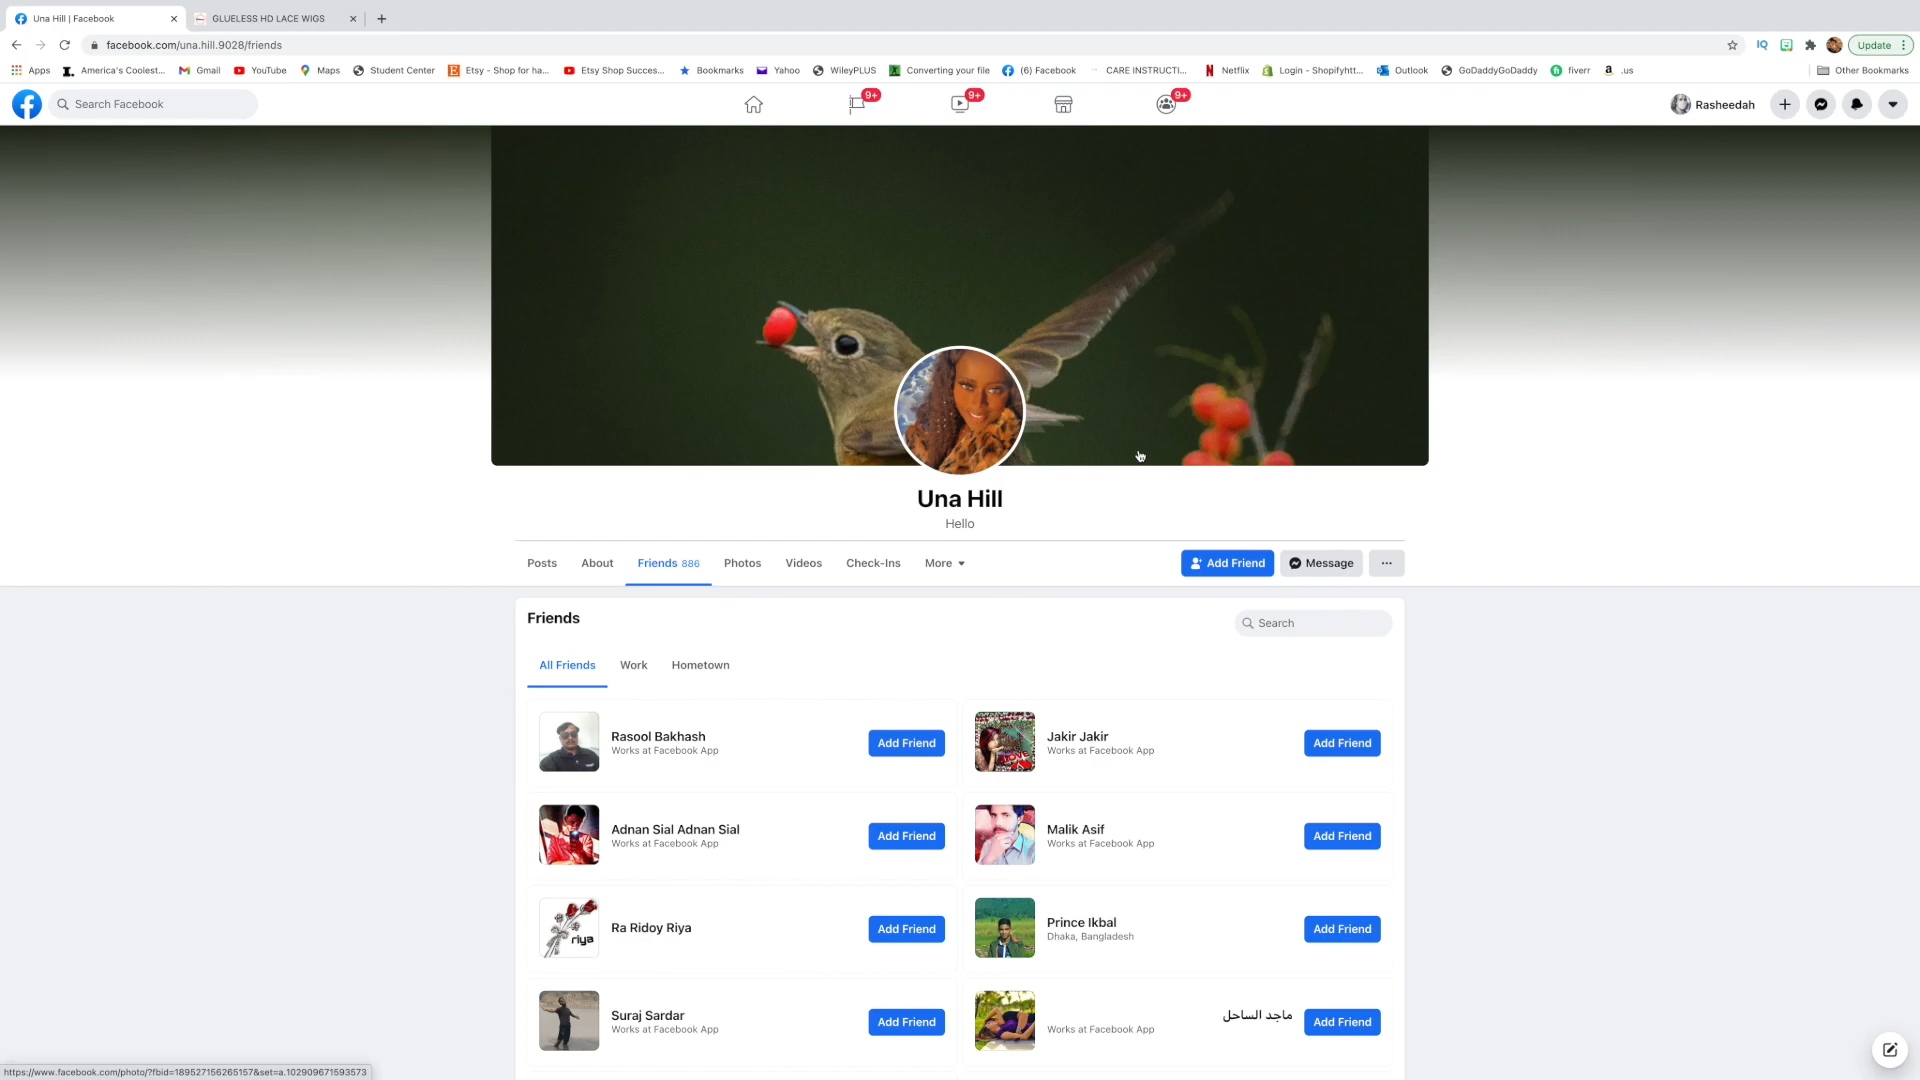 Una Hill | Facebook
GLUELESS HD LACE WIGS
facebook.com/una.hill.9028/friends
Update
Apps America's Coolest... Gmail YouTube Maps Student Center Etsy - Shop for ha... Etsy Shop Succes... Bookmarks Yahoo WileyPLUS Converting your file (6) Facebook CARE INSTRUCTI... Netflix Login - Shopifyhtt... Outlook GoDaddyGoDaddy fiverr .us Other Bookmarks
Search Facebook
9+
9+
9+
Rasheedah
Una Hill
Hello
Posts About Friends 886 Photos Videos Check-Ins More
Add Friend Message
Friends
Search
All Friends Work Hometown
Rasool Bakhash
Works at Facebook App
Add Friend
Jakir Jakir
Works at Facebook App
Add Friend
Adnan Sial Adnan Sial
Works at Facebook App
Add Friend
Malik Asif
Works at Facebook App
Add Friend
riya
Ra Ridoy Riya
Add Friend
Prince Ikbal
Dhaka, Bangladesh
Add Friend
Suraj Sardar
Works at Facebook App
Add Friend
ماجد الساحل
Works at Facebook App
Add Friend
https://www.facebook.com/photo/?fbid=189527156265157&set=a.102909671593573